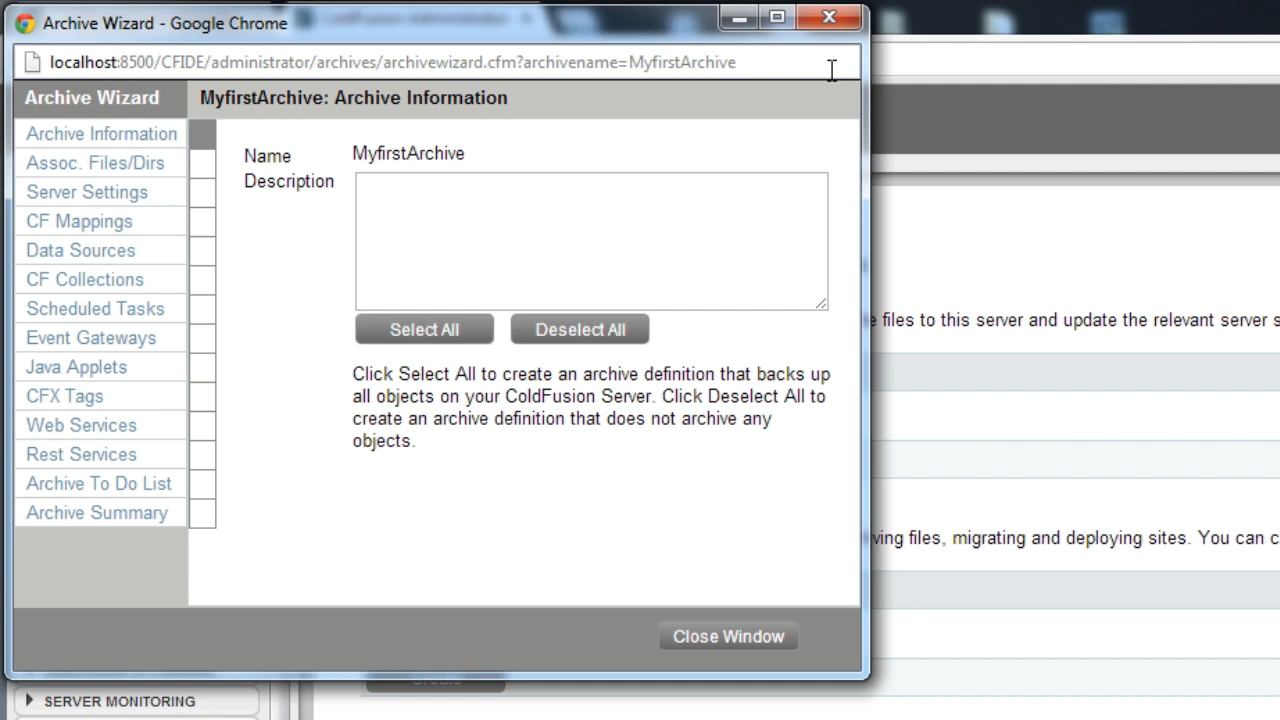 Archive Wizard - Google Chrome
localhost:8500/CFIDE/administrator/archives/archivewizard.cfm?archivename=MyfirstArchive
Archive Wizard
MyfirstArchive: Archive Information
Archive Information
Assoc. Files/Dirs
Server Settings
CF Mappings
Data Sources
CF Collections
Scheduled Tasks
Event Gateways
Java Applets
CFX Tags
Web Services
Rest Services
Archive To Do List
Archive Summary
Name MyfirstArchive
Description
Select All Deselect All
Click Select All to create an archive definition that backs up
all objects on your ColdFusion Server. Click Deselect All to
create an archive definition that does not archive any
objects.
Close Window
files to this server and update the relevant server s
ving files, migrating and deploying sites. You can c
SERVER MONITORING